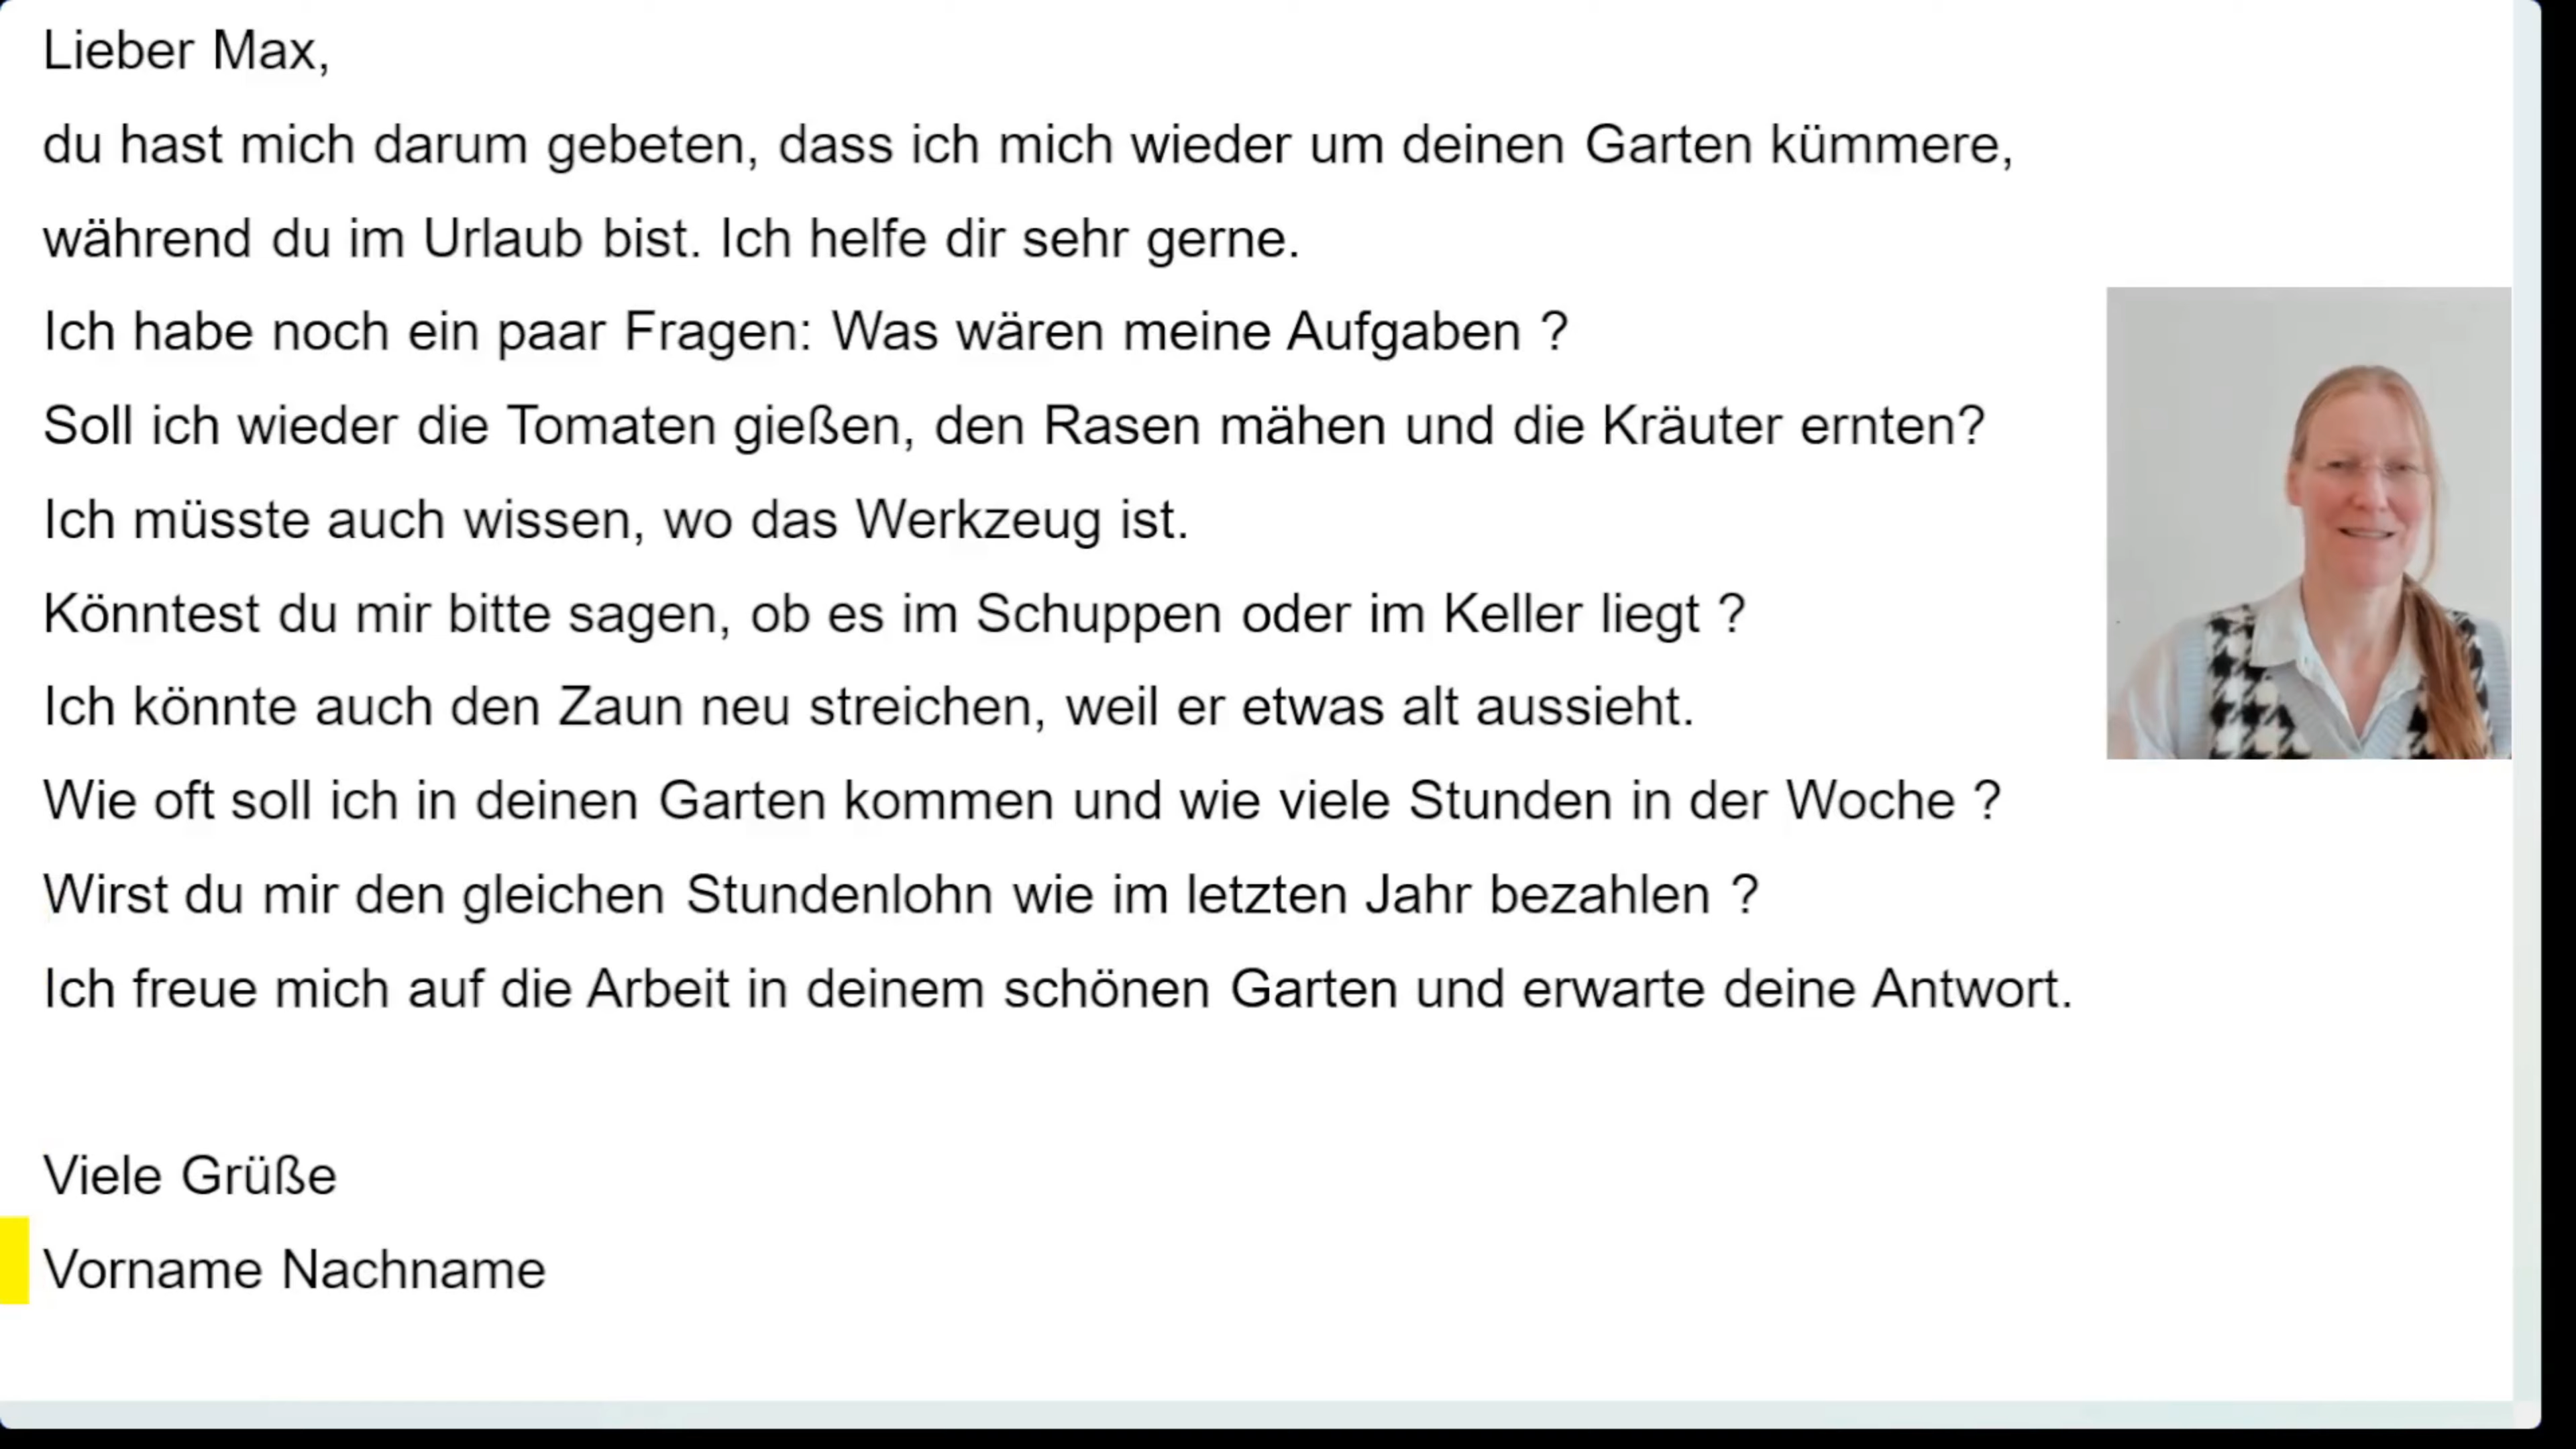 Lieber Max,
du hast mich darum gebeten, dass ich mich wieder um deinen Garten kümmere,
während du im Urlaub bist. Ich helfe dir sehr gerne.
Ich habe noch ein paar Fragen: Was wären meine Aufgaben ?
Soll ich wieder die Tomaten gießen, den Rasen mähen und die Kräuter ernten?
Ich müsste auch wissen, wo das Werkzeug ist.
Könntest du mir bitte sagen, ob es im Schuppen oder im Keller liegt ?
Ich könnte auch den Zaun neu streichen, weil er etwas alt aussieht.
Wie oft soll ich in deinen Garten kommen und wie viele Stunden in der Woche ?
Wirst du mir den gleichen Stundenlohn wie im letzten Jahr bezahlen ?
Ich freue mich auf die Arbeit in deinem schönen Garten und erwarte deine Antwort.
Viele Grüße
Vorname Nachname